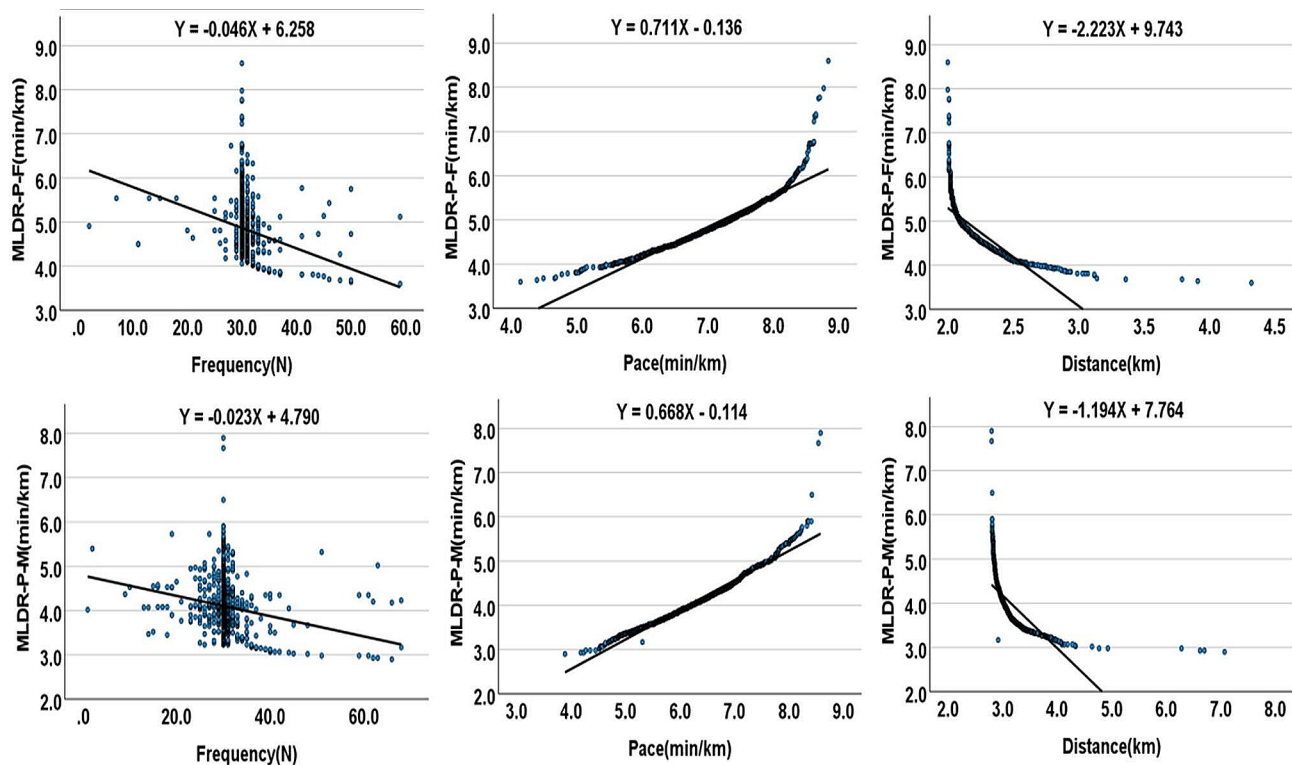 Y = -0.046X + 6.258
MLDR-P-F(min/km)
9.0
8.0
7.0
6.0
5.0
4.0
3.0
.0 10.0 20.0 30.0 40.0 50.0 60.0
Frequency(N)
Y = 0.711X - 0.136
MLDR-P-F(min/km)
9.0
8.0
7.0
6.0
5.0
4.0
3.0
4.0 5.0 6.0 7.0 8.0 9.0
Pace(min/km)
Y = -2.223X + 9.743
MLDR-P-F(min/km)
9.0
8.0
7.0
6.0
5.0
4.0
3.0
2.0 2.5 3.0 3.5 4.0 4.5
Distance(km)
Y = -0.023X + 4.790
MLDR-P-M(min/km)
8.0
7.0
6.0
5.0
4.0
3.0
2.0
.0 20.0 40.0 60.0
Frequency(N)
Y = 0.668X - 0.114
MLDR-P-M(min/km)
8.0
7.0
6.0
5.0
4.0
3.0
2.0
3.0 4.0 5.0 6.0 7.0 8.0 9.0
Pace(min/km)
Y = -1.194X + 7.764
MLDR-P-M(min/km)
8.0
7.0
6.0
5.0
4.0
3.0
2.0
2.0 3.0 4.0 5.0 6.0 7.0 8.0
Distance(km)